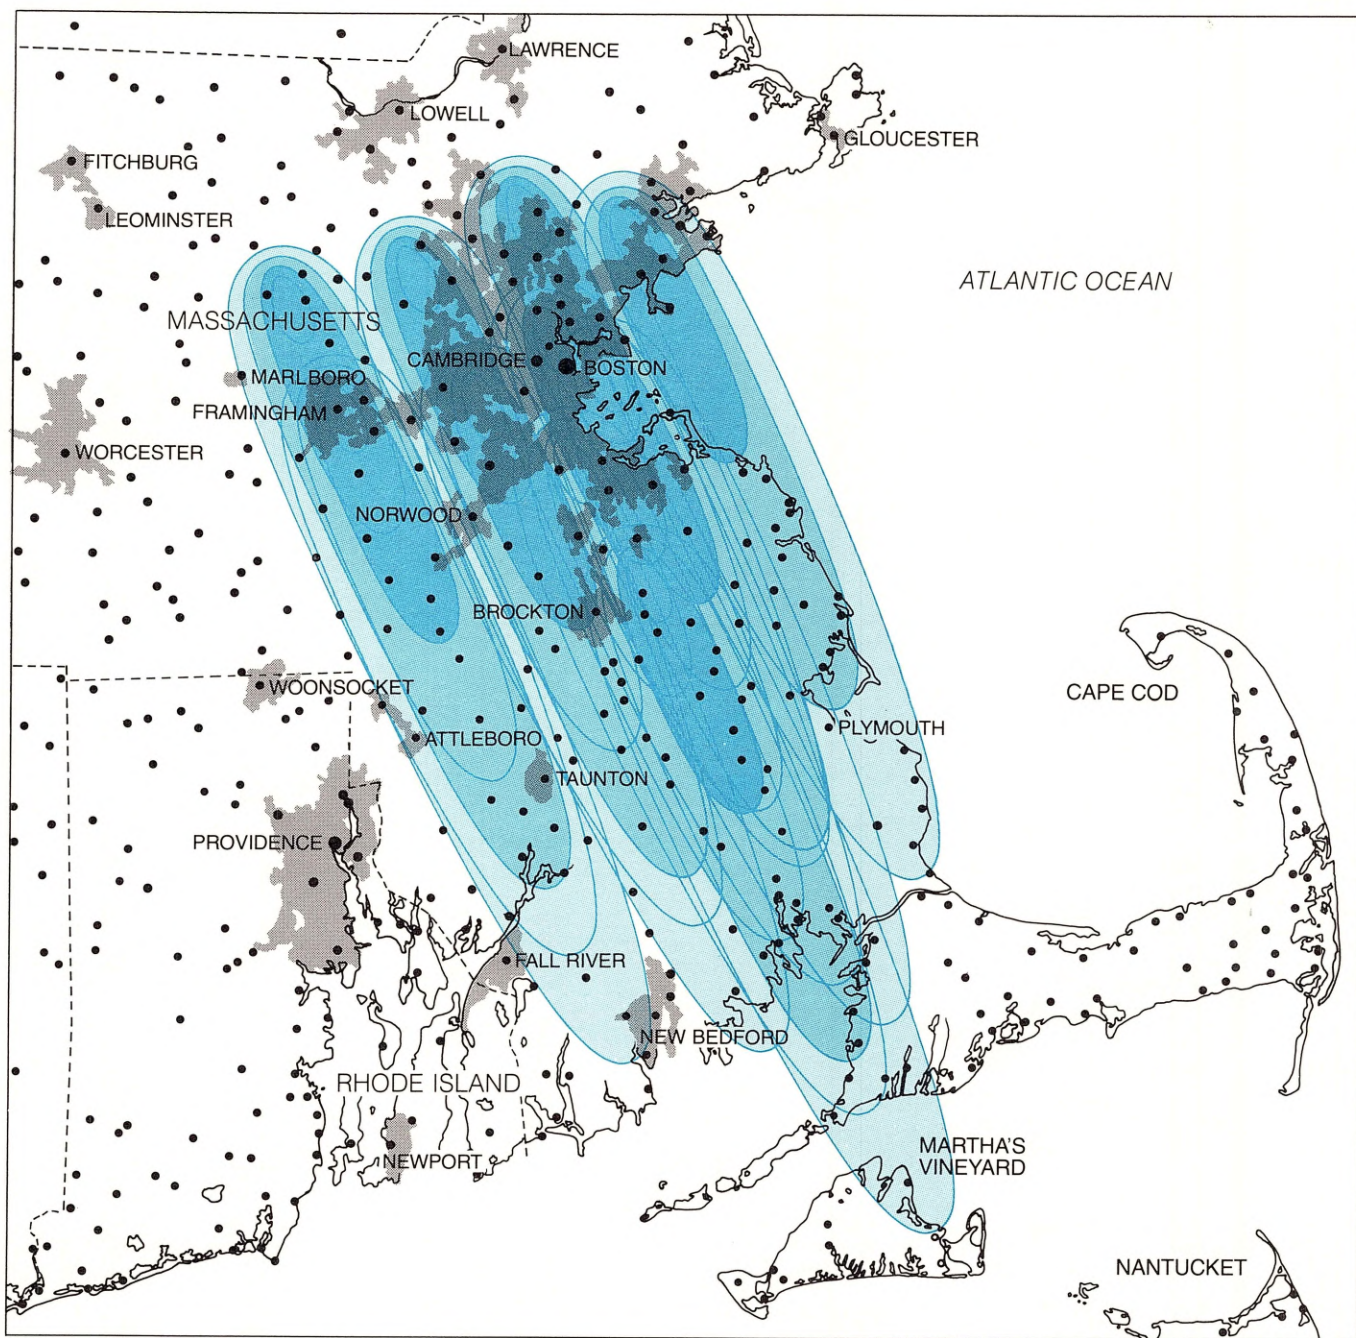 LAWRENCE
LOWELL
GLOUCESTER
FITCHBURG
LEOMINSTER
ATLANTIC OCEAN
MASSACHUSETTS
CAMBRIDGE
BOSTON
MARLBORO
FRAMINGHAM
WORCESTER
NORWOOD
BROCKTON
WOONSOCKET
CAPE COD
ATTLEBORO
PLYMOUTH
TAUNTON
PROVIDENCE
FALL RIVER
NEW BEDFORD
RHODE ISLAND
MARTHA'S
VINEYARD
NEWPORT
NANTUCKET